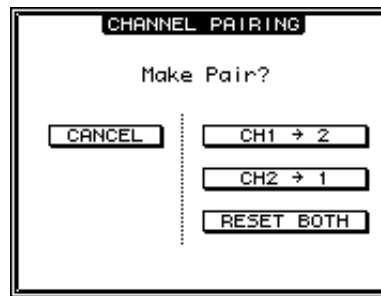 CHANNEL PAIRING
Make Pair?
CANCEL
CH1 → 2
CH2 → 1
RESET BOTH